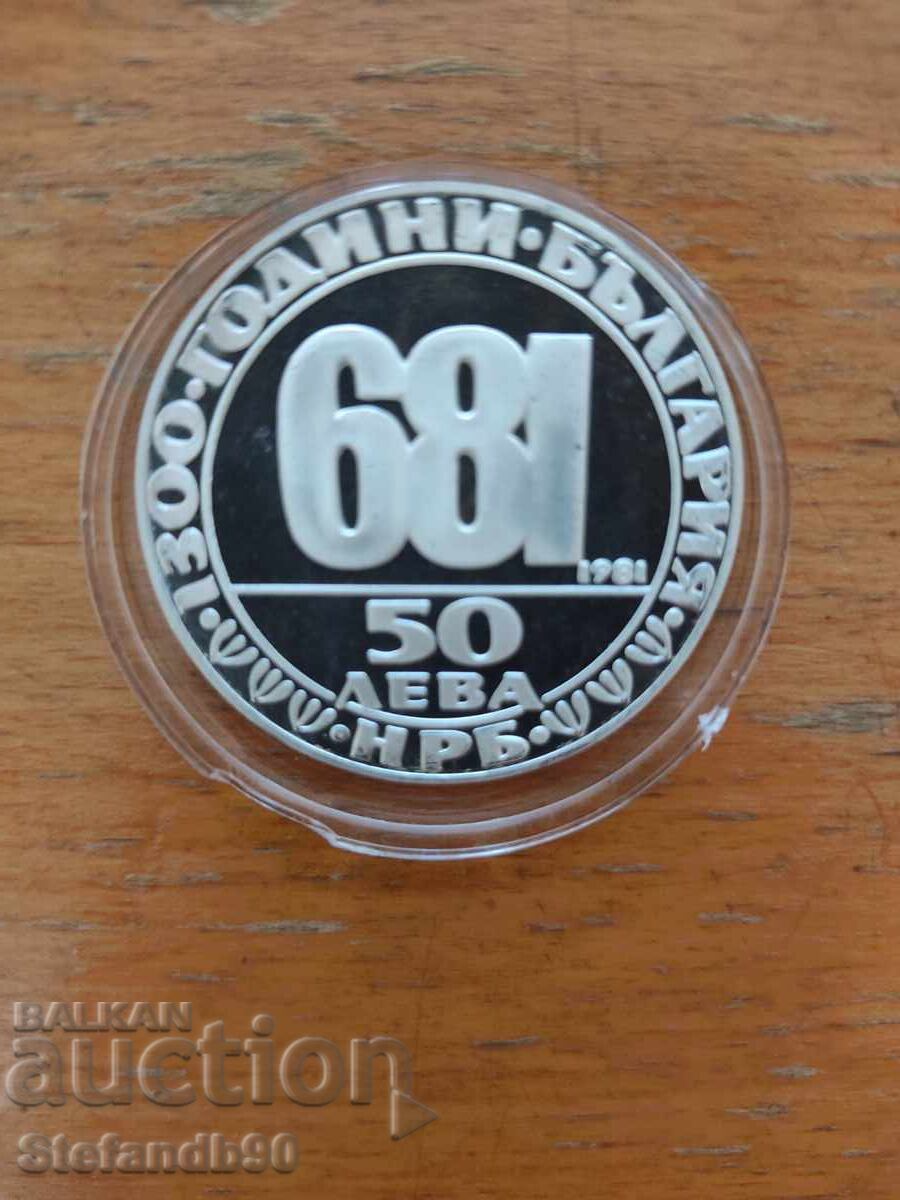 1300 · ГОДИНИ · БЪЛГАРИЯ
681
1981
50
ЛЕВА
· НРБ ·
BALKAN
auction
Stefandb90